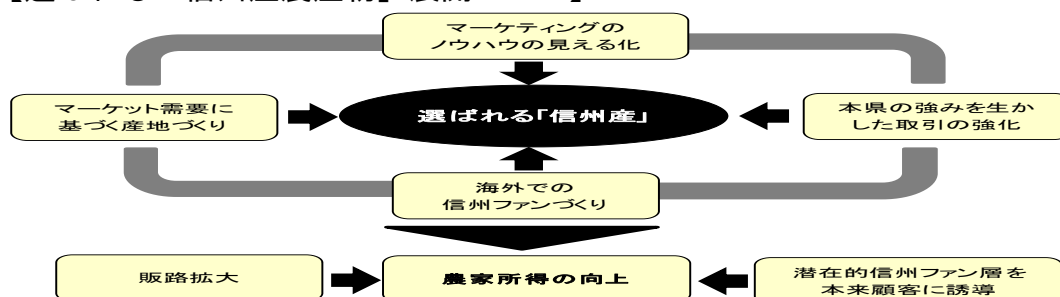 マーケティングの
ノウハウの見える化
マーケット需要に
基づく産地づくり
選ばれる「信州産」
本県の強みを生か
した取引の強化
海外での
信州ファンづくり
販路拡大
農家所得の向上
潜在的信州ファン層を
本来顧客に誘導